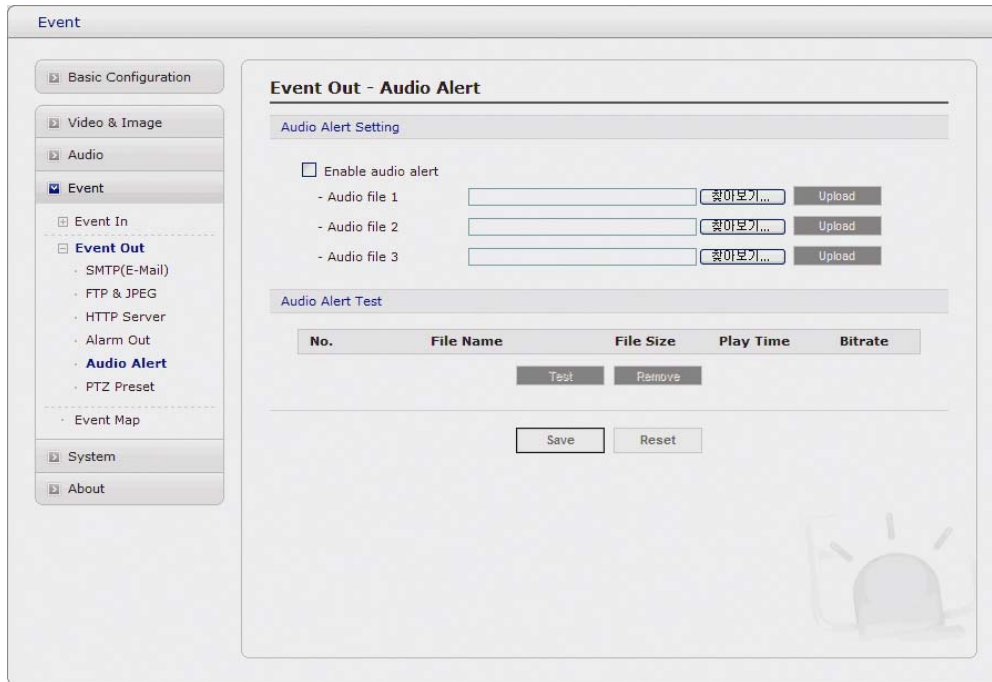 Event
Basic Configuration
Video & Image
Audio
Event
Event In
Event Out
SMTP(E-Mail)
FTP & JPEG
HTTP Server
Alarm Out
Audio Alert
PTZ Preset
Event Map
System
About
Event Out - Audio Alert
Audio Alert Setting
Enable audio alert
- Audio file 1 찾아보기... Upload
- Audio file 2 찾아보기... Upload
- Audio file 3 찾아보기... Upload
Audio Alert Test
No. File Name File Size Play Time Bitrate
Test Remove
Save Reset